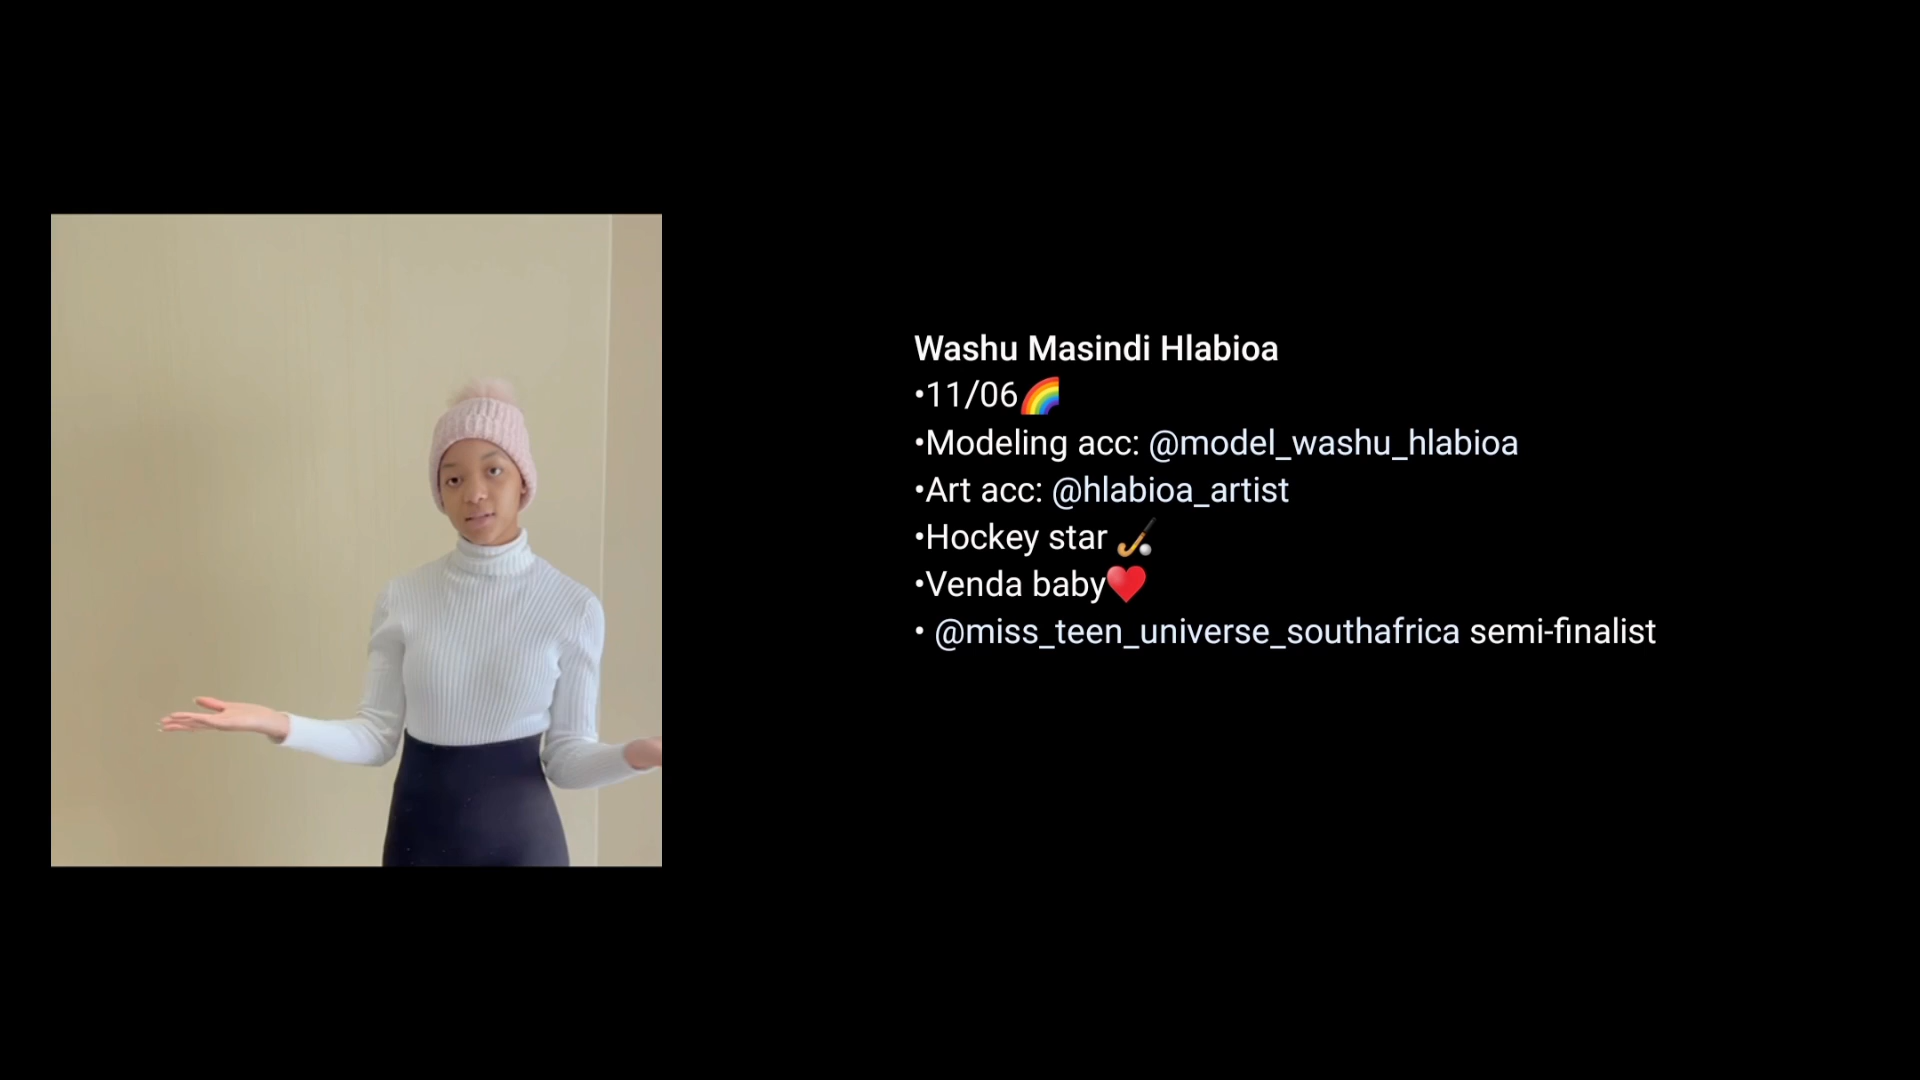 Washu Masindi Hlabioa
•11/06🌈
•Modeling acc: @model_washu_hlabioa
•Art acc: @hlabioa_artist
•Hockey star 🏑
•Venda baby♥️
• @miss_teen_universe_southafrica semi-finalist